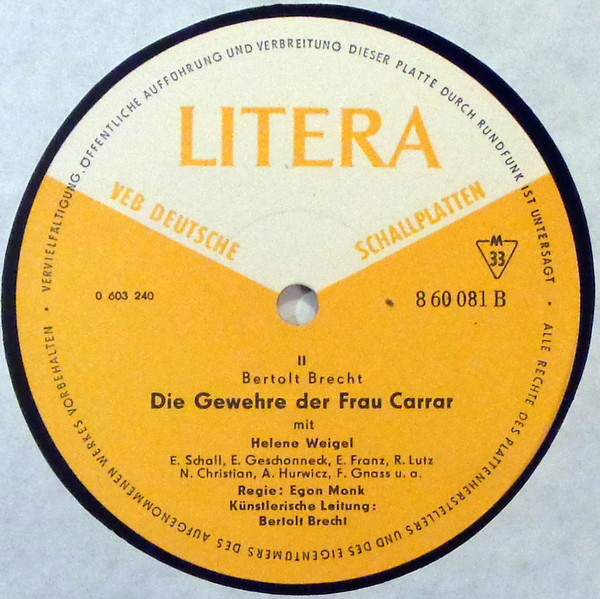 ALLE RECHTE DES PLATTENHERSTELLERS UND DES EIGENTÜMERS DES AUFGENOMMENEN WERKES VORBEHALTEN • VERVIELFÄLTIGUNG, ÖFFENTLICHE AUFFÜHRUNG UND VERBREITUNG DIESER PLATTE DURCH RUNDFUNK IST UNTERSAGT •
LITERA
VEB DEUTSCHE
SCHALLPLATTEN
M
33
0 603 240
8 60 081 B
II
Bertolt Brecht
Die Gewehre der Frau Carrar
mit
Helene Weigel
E. Schall, E. Geschonneck, E. Franz, R. Lutz
N. Christian, A. Hurwicz, F. Gnass u. a.
Regie: Egon Monk
Künstlerische Leitung:
Bertolt Brecht